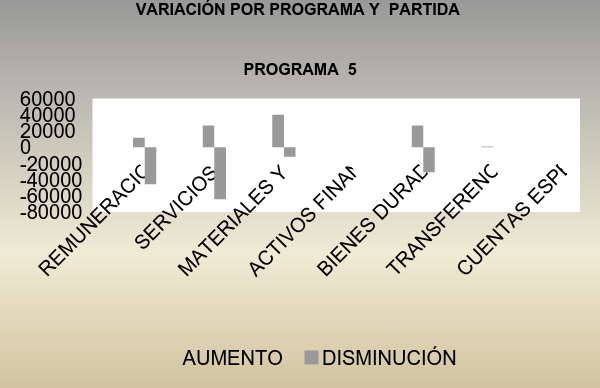 VARIACIÓN POR PROGRAMA Y PARTIDA
PROGRAMA 5
60000
40000
20000
0
-20000
-40000
-60000
-80000
REMUNERACIO
SERVICIOS
MATERIALES Y
ACTIVOS FINAN
BIENES DURAD
TRANSFERENC
CUENTAS ESPE
AUMENTO DISMINUCIÓN